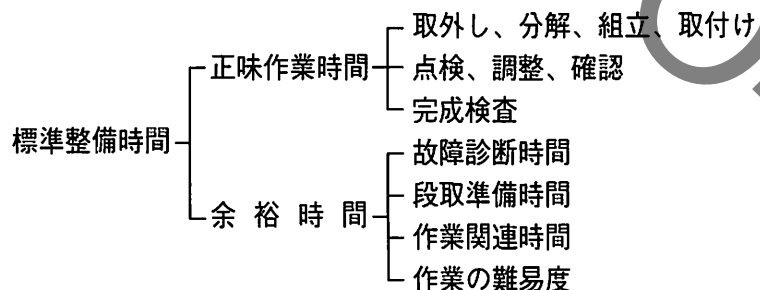 標準整備時間
正味作業時間
取外し、分解、組立、取付け
点検、調整、確認
完成検査
余裕時間
故障診断時間
段取準備時間
作業関連時間
作業の難易度